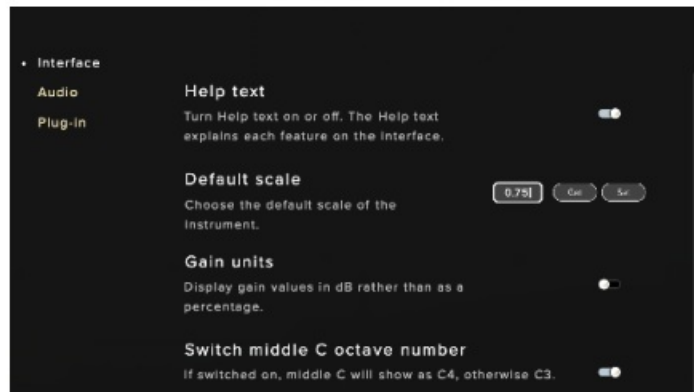 • Interface
Audio
Plug-in
Help text
Turn Help text on or off. The Help text
explains each feature on the interface.
Default scale
Choose the default scale of the
instrument.
0.75
Set
Gain units
Display gain values in dB rather than as a
percentage.
Switch middle C octave number
If switched on, middle C will show as C4, otherwise C3.